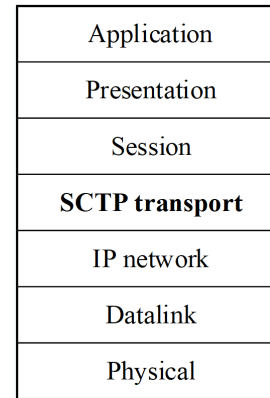 Application
Presentation
Session
SCTP transport
IP network
Datalink
Physical